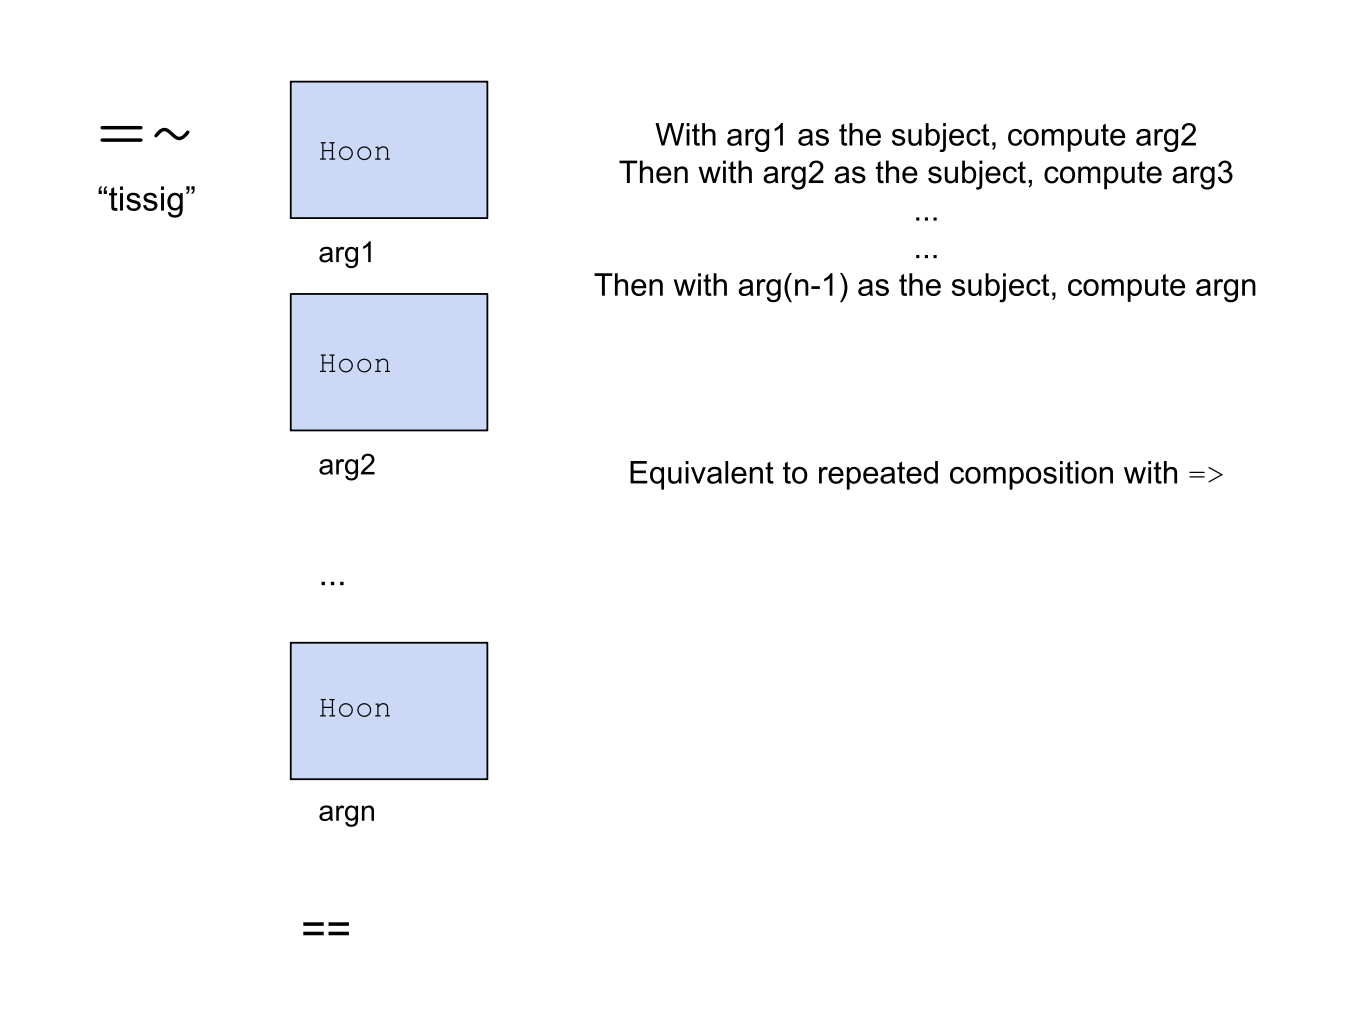 =~
“tissig”
Hoon
arg1
Hoon
arg2
...
Hoon
argn
==
With arg1 as the subject, compute arg2
Then with arg2 as the subject, compute arg3
...
...
Then with arg(n-1) as the subject, compute argn
Equivalent to repeated composition with =>